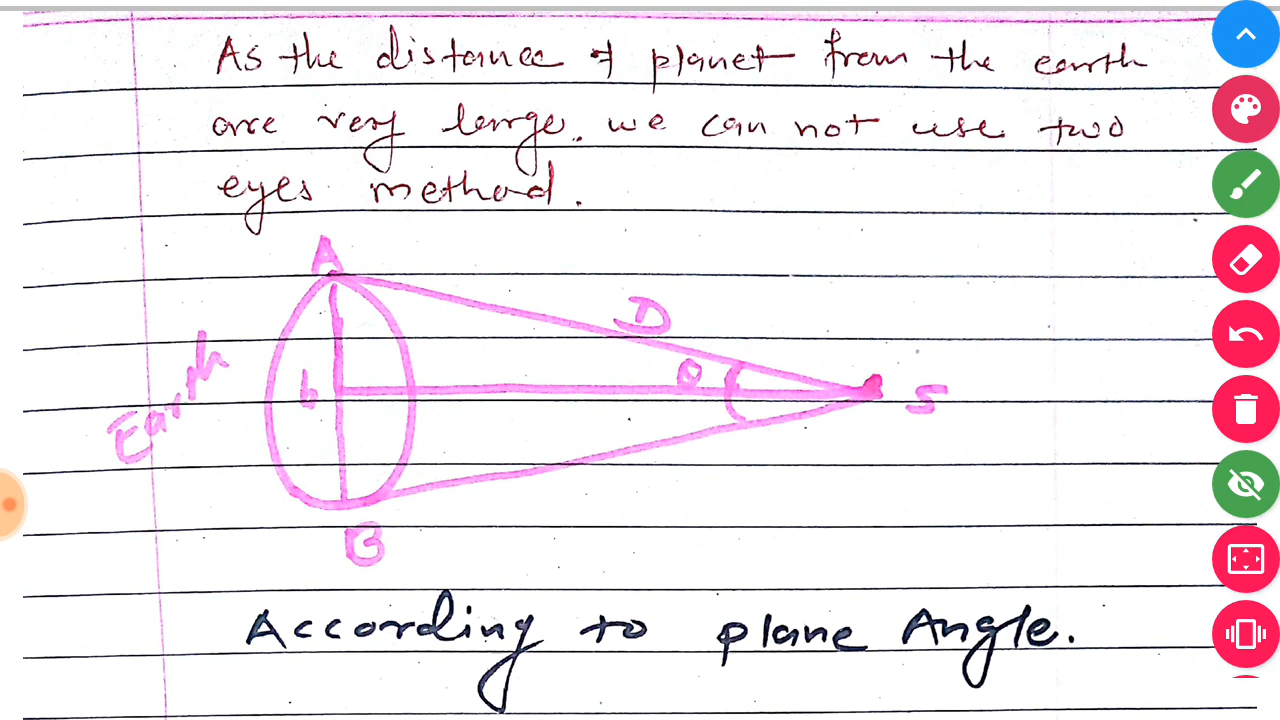 As the distance of planet from the earth
are very large. we can not use two
eyes method.
A
D
Earth
b
θ
S
B
According to plane Angle.